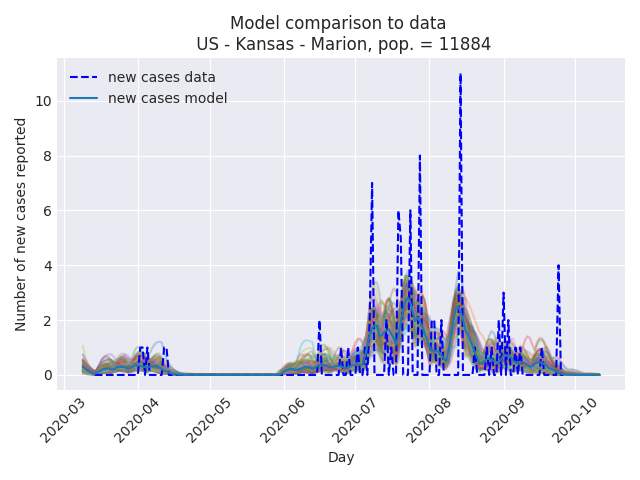 Model comparison to data
US - Kansas - Marion, pop. = 11884
new cases data
new cases model
Number of new cases reported
10
8
6
4
2
0
2020-03
2020-04
2020-05
2020-06
2020-07
2020-08
2020-09
2020-10
Day